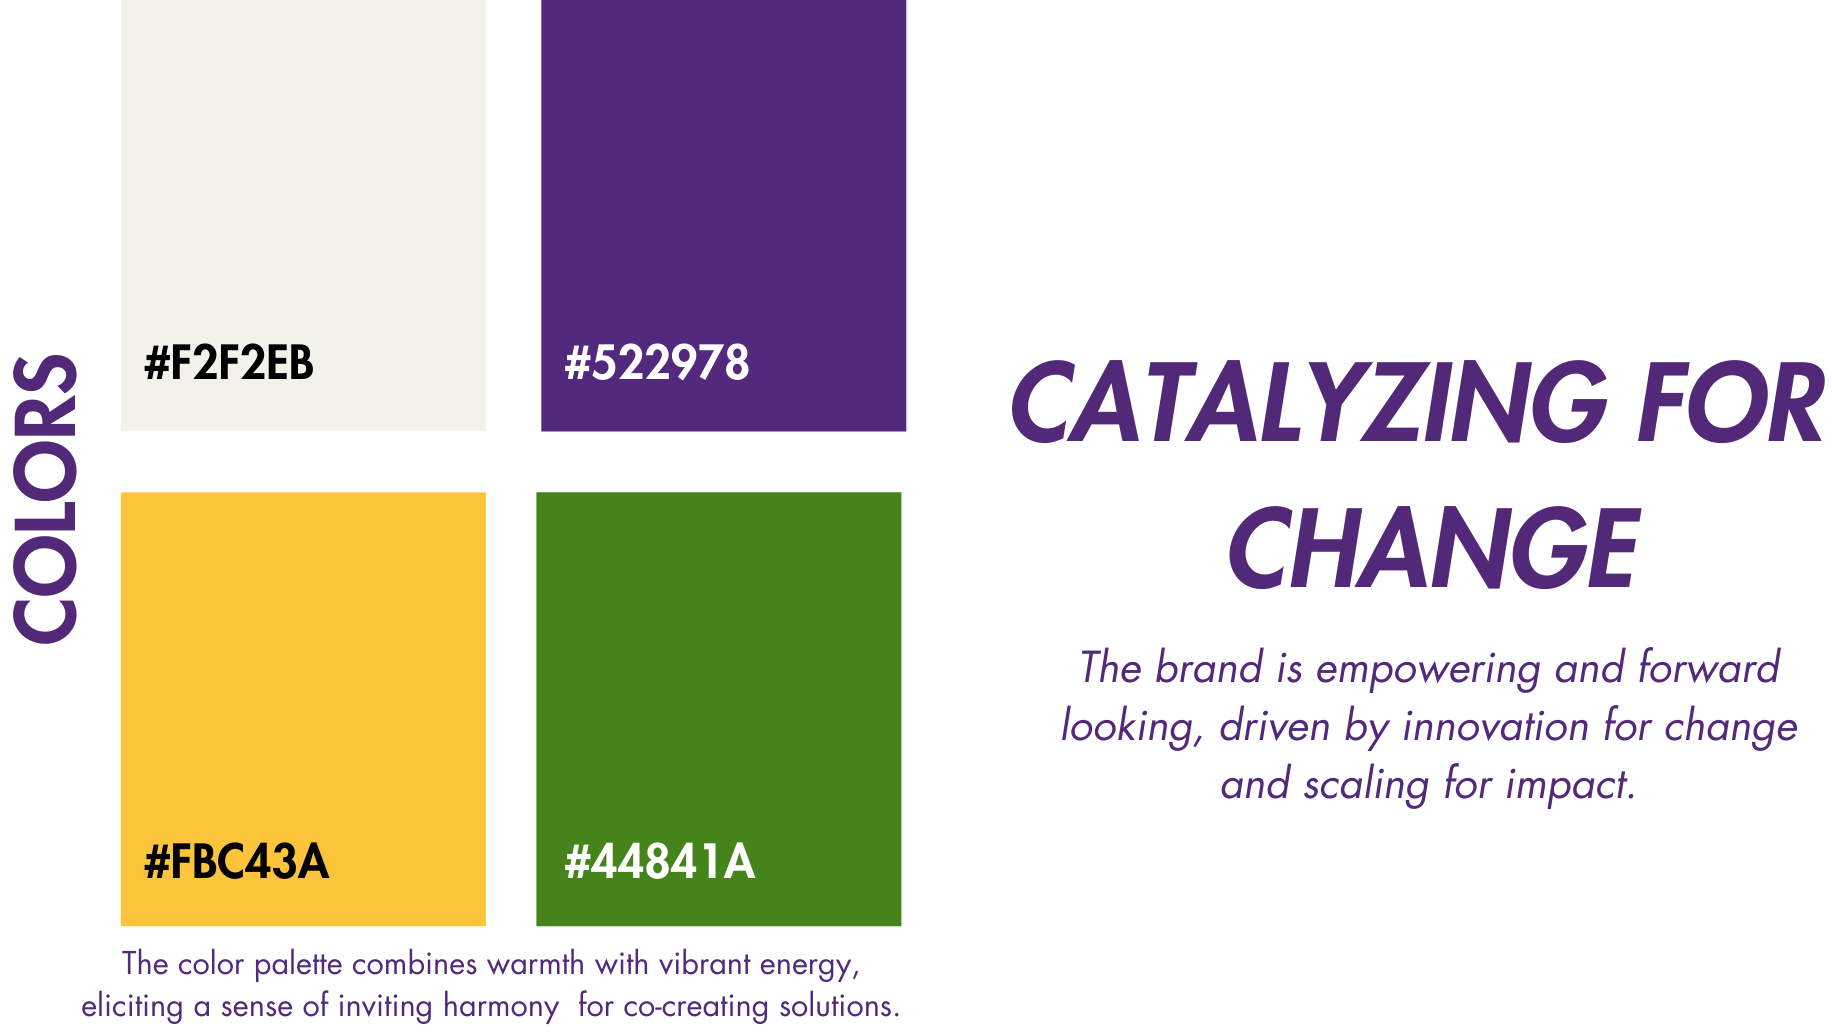 COLORS
#F2F2EB
#522978
#FBC43A
#44841A
The color palette combines warmth with vibrant energy,
eliciting a sense of inviting harmony  for co-creating solutions.
CATALYZING FOR
CHANGE
The brand is empowering and forward
looking, driven by innovation for change
and scaling for impact.